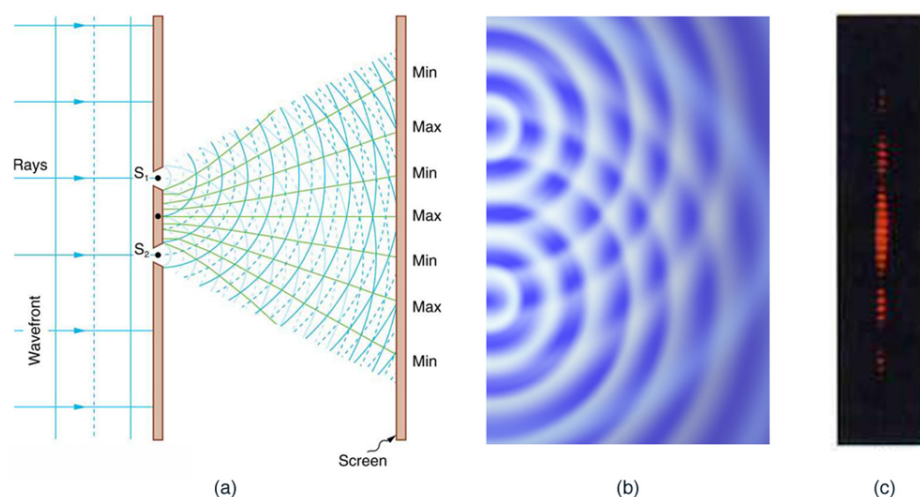 Rays
Wavefront
S₁
S₂
Min
Max
Min
Max
Min
Max
Min
Screen
(a)
(b)
(c)